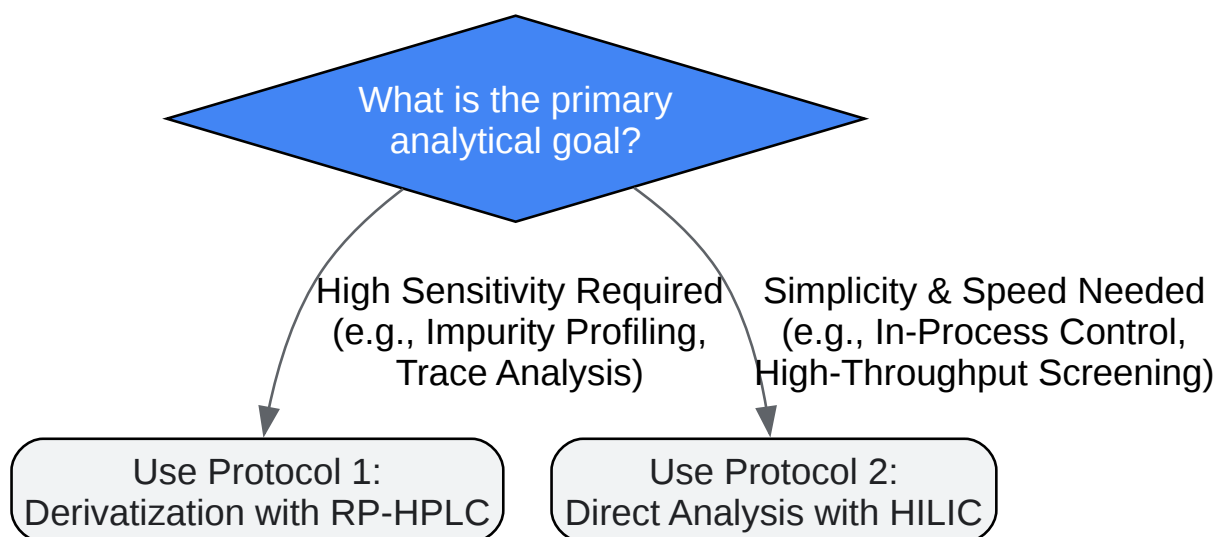 What is the primary
analytical goal?
High Sensitivity Required
(e.g., Impurity Profiling,
Trace Analysis)
Simplicity & Speed Needed
(e.g., In-Process Control,
High-Throughput Screening)
Use Protocol 1:
Derivatization with RP-HPLC
Use Protocol 2:
Direct Analysis with HILIC